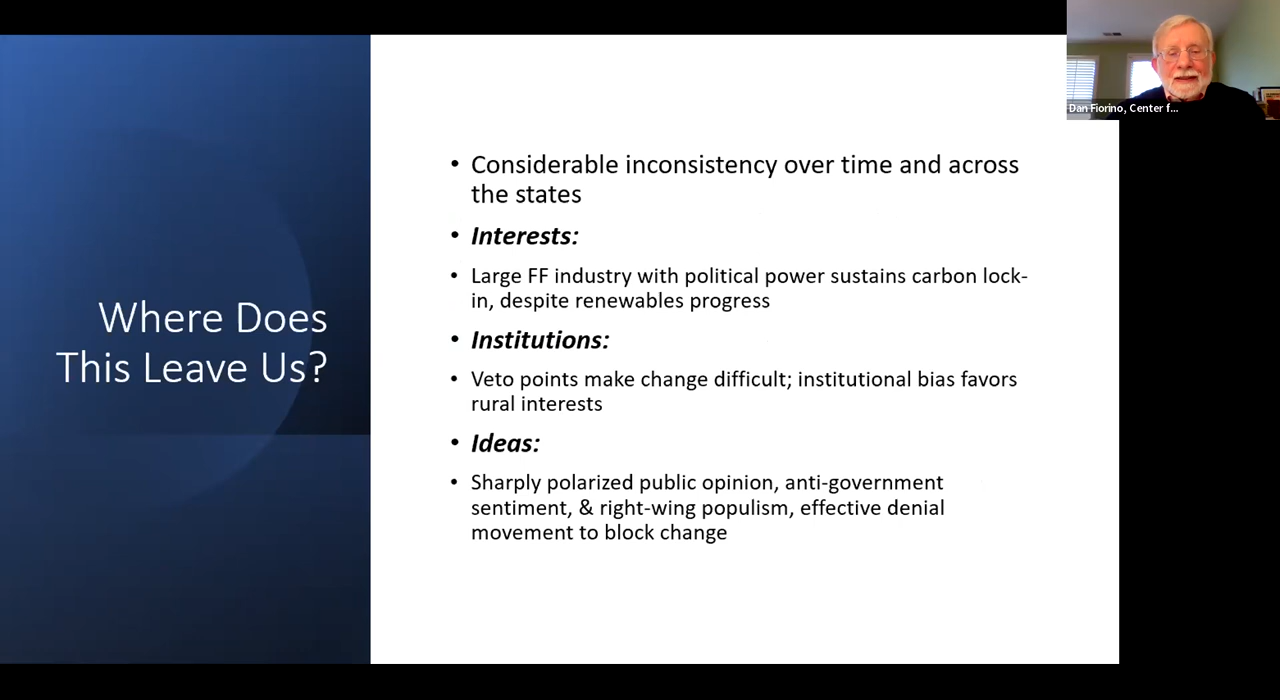 Where Does
This Leave Us?
• Considerable inconsistency over time and across
the states
• Interests:
• Large FF industry with political power sustains carbon lock-
in, despite renewables progress
• Institutions:
• Veto points make change difficult; institutional bias favors
rural interests
• Ideas:
• Sharply polarized public opinion, anti-government
sentiment, & right-wing populism, effective denial
movement to block change
Dan Fiorino, Center f...